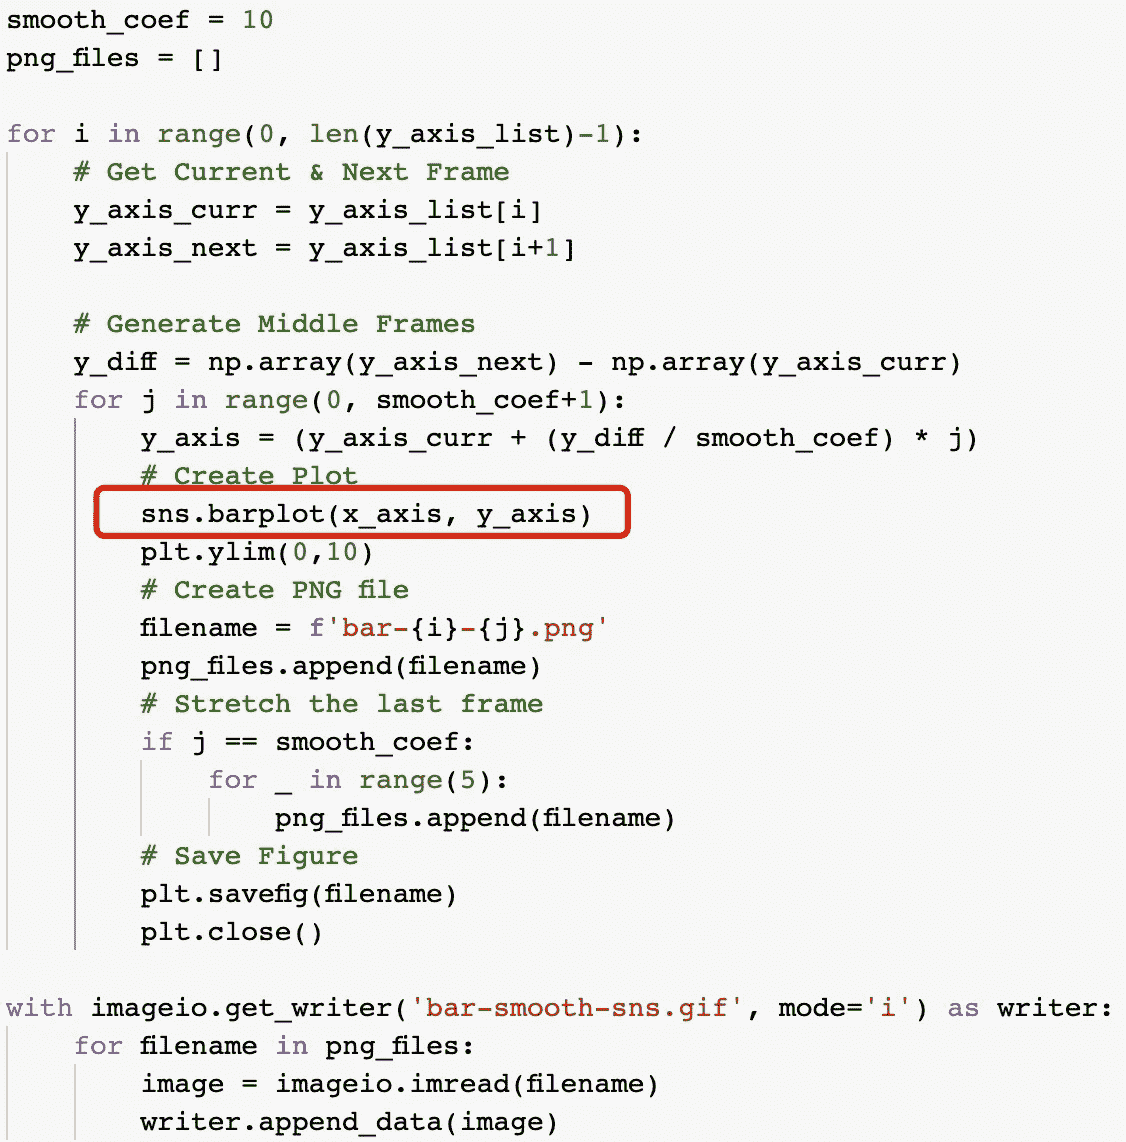 smooth_coef = 10
png_files = []
for i in range(0, len(y_axis_list)-1):
    # Get Current & Next Frame
    y_axis_curr = y_axis_list[i]
    y_axis_next = y_axis_list[i+1]
    # Generate Middle Frames
    y_diff = np.array(y_axis_next) - np.array(y_axis_curr)
    for j in range(0, smooth_coef+1):
        y_axis = (y_axis_curr + (y_diff / smooth_coef) * j)
        # Create Plot
        sns.barplot(x_axis, y_axis)
        plt.ylim(0,10)
        # Create PNG file
        filename = f'bar-{i}-{j}.png'
        png_files.append(filename)
        # Stretch the last frame
        if j == smooth_coef:
            for _ in range(5):
                png_files.append(filename)
        # Save Figure
        plt.savefig(filename)
        plt.close()
with imageio.get_writer('bar-smooth-sns.gif', mode='i') as writer:
    for filename in png_files:
        image = imageio.imread(filename)
        writer.append_data(image)